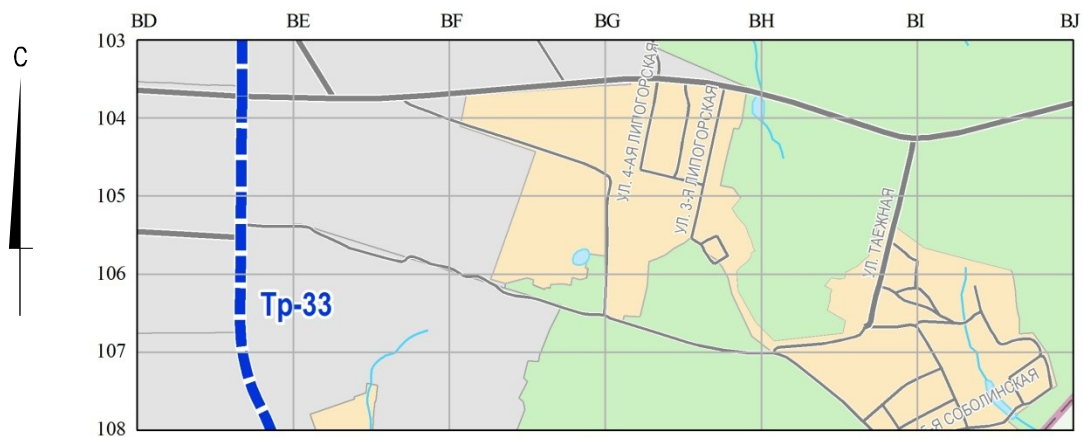 BD BE BF BG BH BI BJ
103
С
104
105
106
107
108
УЛ. 4-АЯ ЛИПОГОРСКАЯ
УЛ. 3-Я ЛИПОГОРСКАЯ
УЛ. ТАЕЖНАЯ
Тр-33
5-Я СОБОЛИНСКАЯ